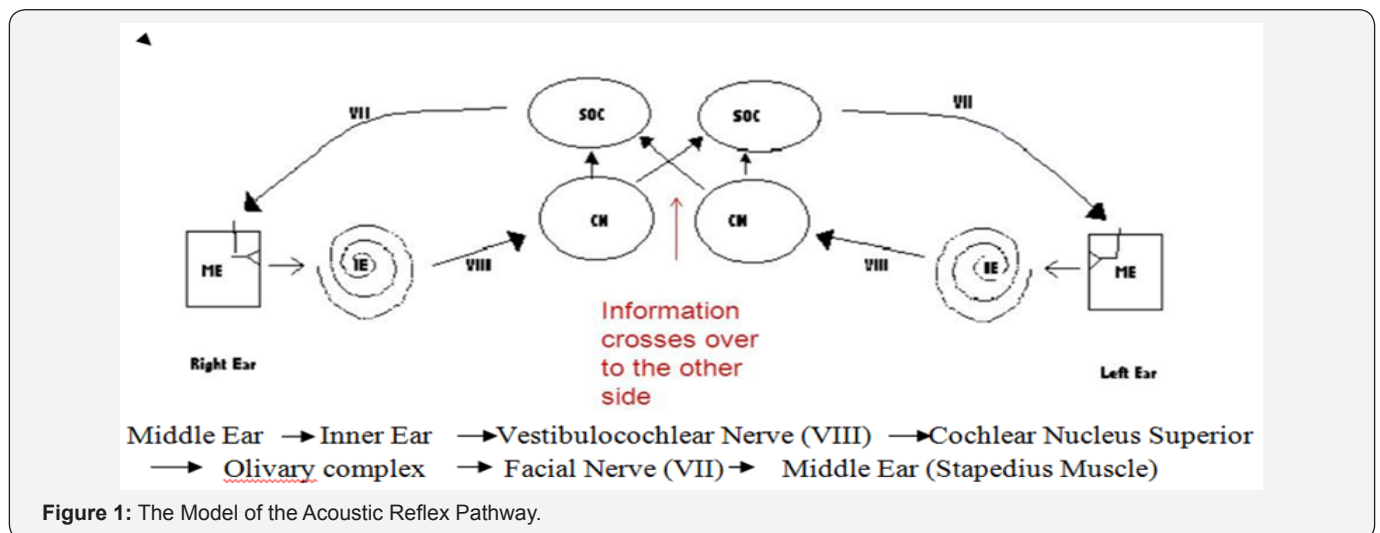 VII
SOC
SOC
VII
CN
CN
ME
IE
VIII
VIII
IE
ME
Right Ear
Information
crosses over
to the other
side
Left Ear
Middle Ear → Inner Ear → Vestibulocochlear Nerve (VIII) → Cochlear Nucleus Superior
→ Olivary complex → Facial Nerve (VII) → Middle Ear (Stapedius Muscle)
Figure 1: The Model of the Acoustic Reflex Pathway.